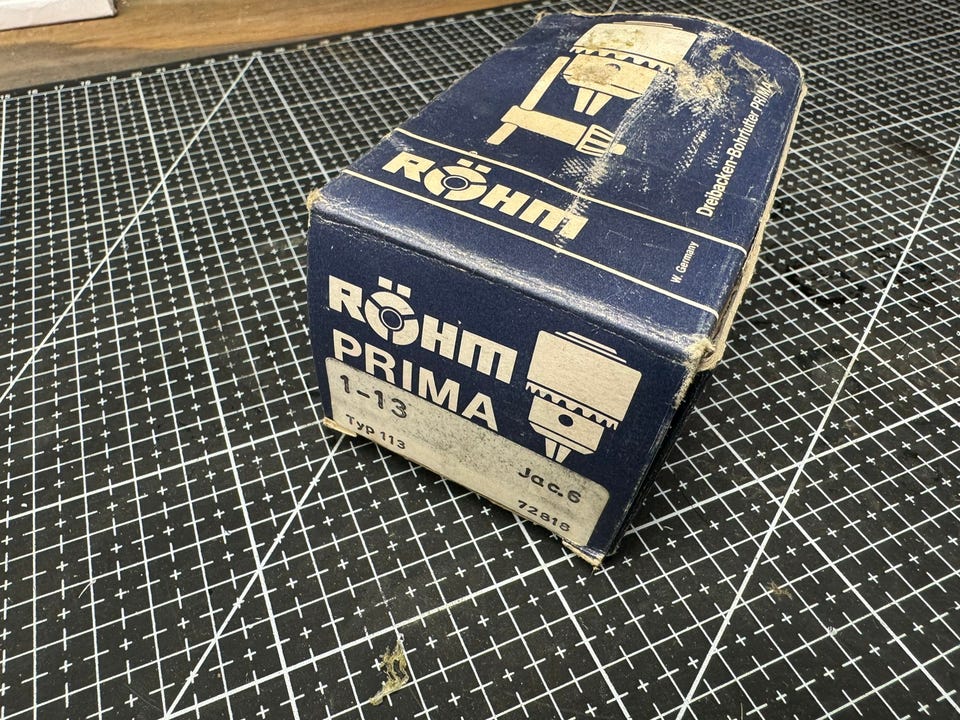 Dreibacken-Bohrfutter PRIMA
RÖHM
W. Germany
RÖHM
PRIMA
1-13
Typ 113
Jac.6
72818